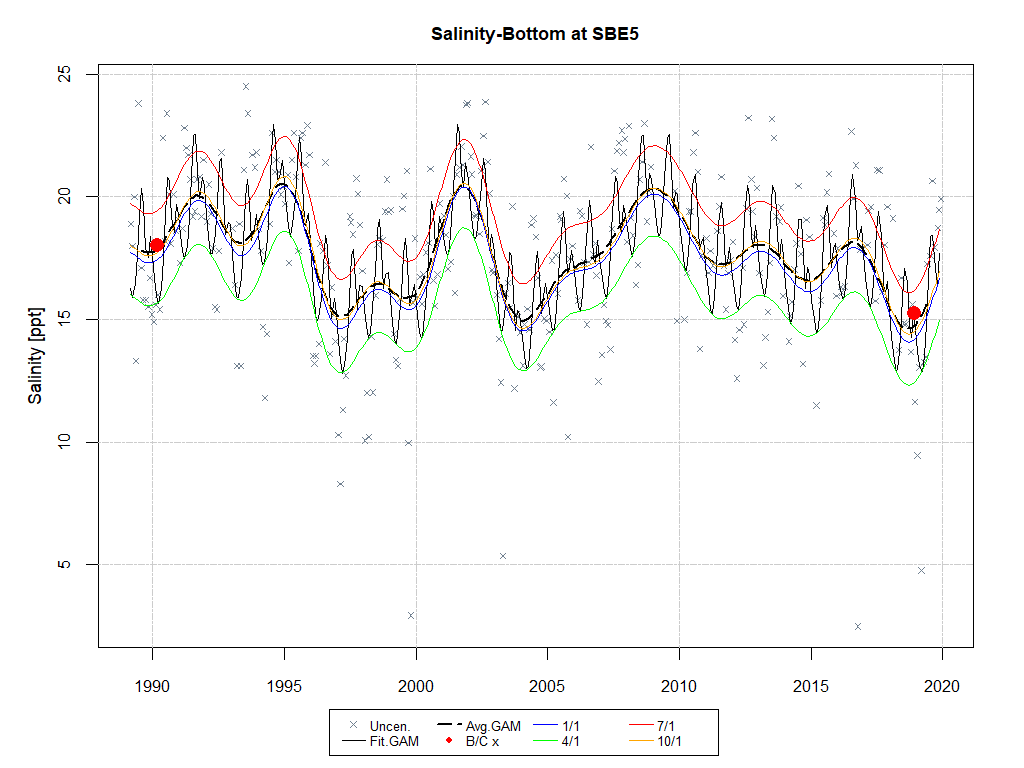 Salinity-Bottom at SBE5
Salinity [ppt]
25
20
15
10
5
1990 1995 2000 2005 2010 2015 2020
Uncen. Avg.GAM 1/1 7/1
Fit.GAM B/C x 4/1 10/1